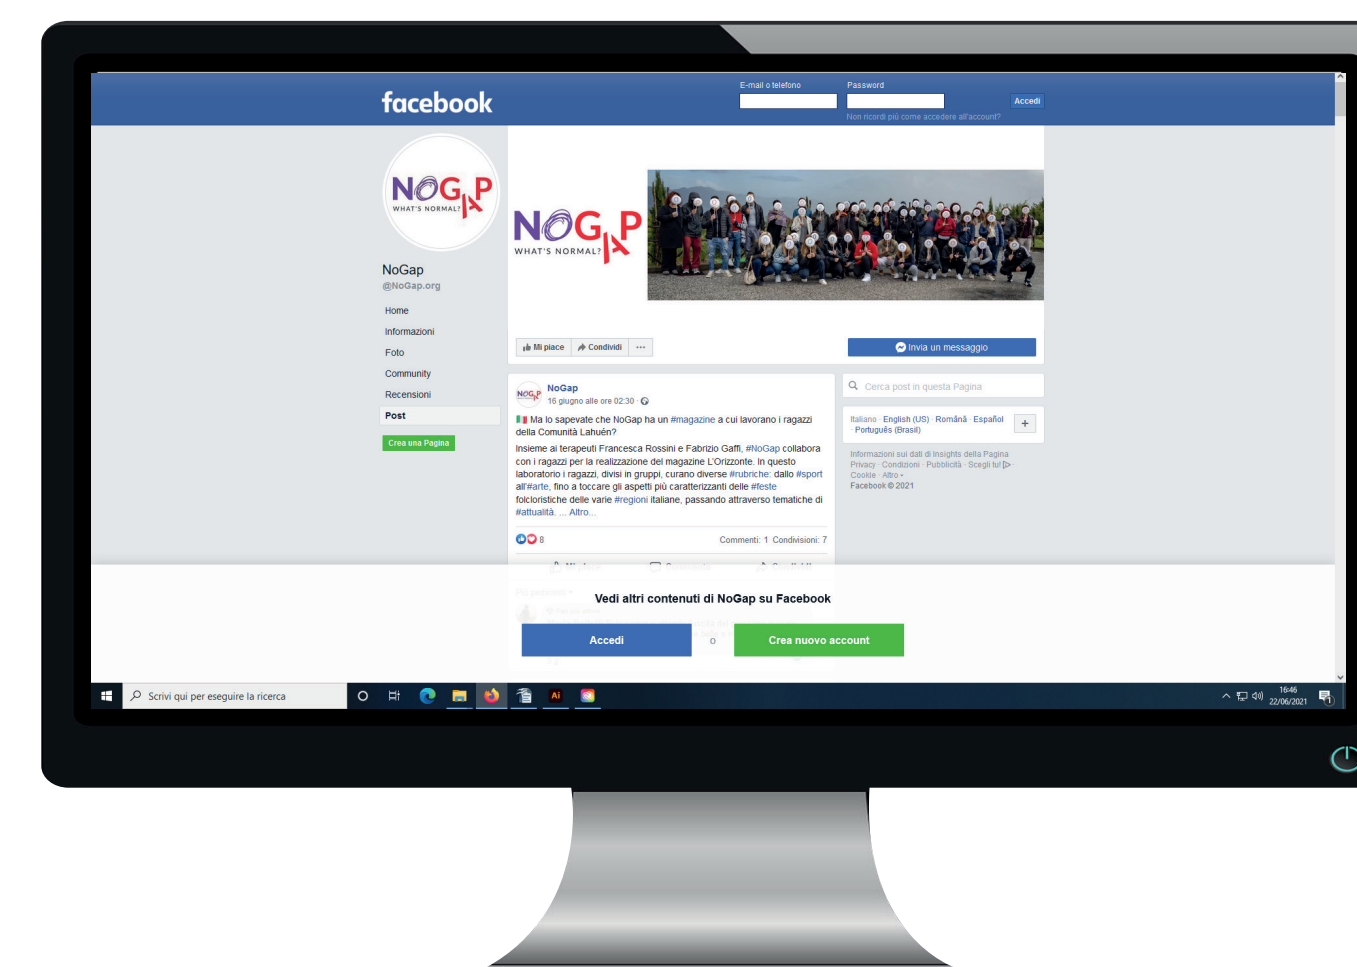 facebook
E-mail o telefono
Password
Accedi
Non ricordi più come accedere all'account?
NOGAP
WHAT'S NORMAL?
NOGAP
WHAT'S NORMAL?
NoGap
@NoGap.org
Home
Informazioni
Foto
Community
Recensioni
Post
Crea una Pagina
Mi piace
Condividi
Invia un messaggio
NOGAP
NoGap
16 giugno alle ore 02:30 ·
Ma lo sapevate che NoGap ha un #magazine a cui lavorano i ragazzi
della Comunità Lahuén?
Insieme ai terapeuti Francesca Rossini e Fabrizio Gaffi, #NoGap collabora
con i ragazzi per la realizzazione del magazine L'Orizzonte. In questo
laboratorio i ragazzi, divisi in gruppi, curano diverse #rubriche: dallo #sport
all'#arte, fino a toccare gli aspetti più caratterizzanti delle #feste
folcloristiche delle varie #regioni italiane, passando attraverso tematiche di
#attualità. ... Altro...
8
Commenti: 1 Condivisioni: 7
Cerca post in questa Pagina
Italiano · English (US) · Română · Español
· Português (Brasil)
+
Informazioni sui dati di Insights della Pagina
Privacy · Condizioni · Pubblicità · Scegli tu! ·
Cookie · Altro
Facebook © 2021
Vedi altri contenuti di NoGap su Facebook
Accedi
o
Crea nuovo account
Scrivi qui per eseguire la ricerca
Ai
16:46
22/06/2021
1